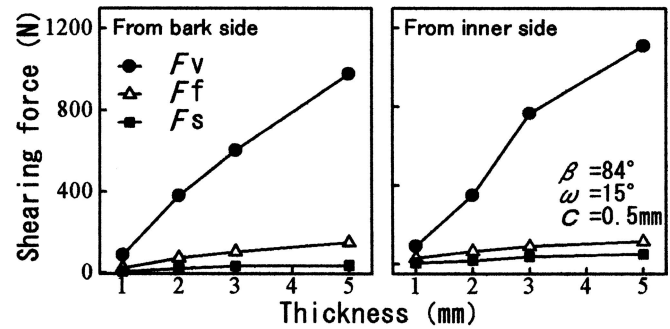 Shearing force (N)
1200
800
400
0
From bark side
Fv
Ff
Fs
1 2 3 4 5
From inner side
β =84°
ω =15°
C =0.5mm
1 2 3 4 5
Thickness (mm)